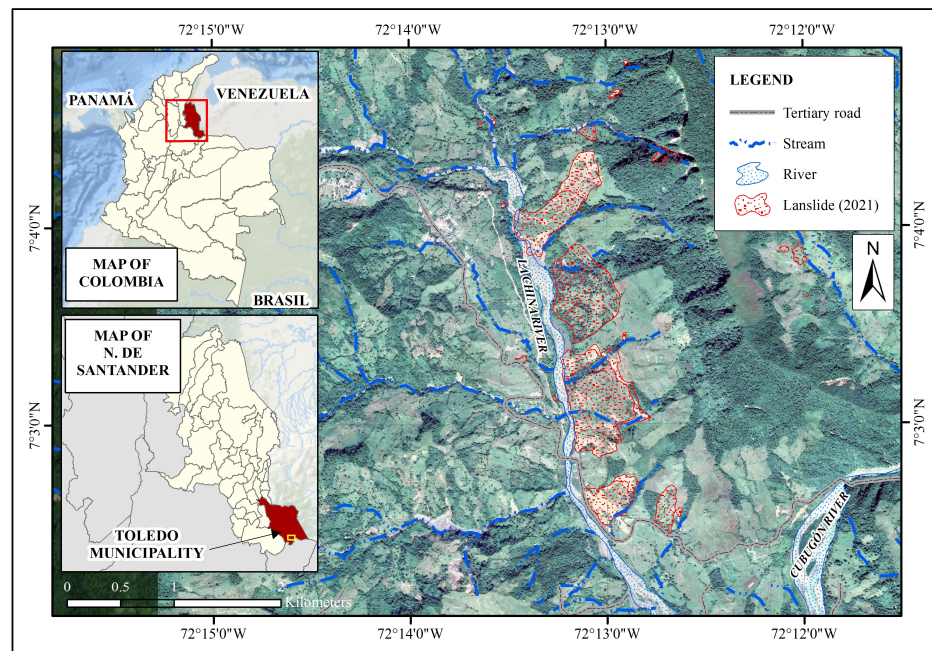 72°15'0"W 72°14'0"W 72°13'0"W 72°12'0"W
PANAMÁ
VENEZUELA
MAP OF
COLOMBIA
BRASIL
MAP OF
N. DE
SANTANDER
TOLEDO
MUNICIPALITY
0 0.5 1 2
Kilometers
LEGEND
Tertiary road
Stream
River
Lanslide (2021)
N
LA CHINA RIVER
CUBUGÓN RIVER
7°4'0"N
7°3'0"N
7°4'0"N
7°3'0"N
72°15'0"W 72°14'0"W 72°13'0"W 72°12'0"W